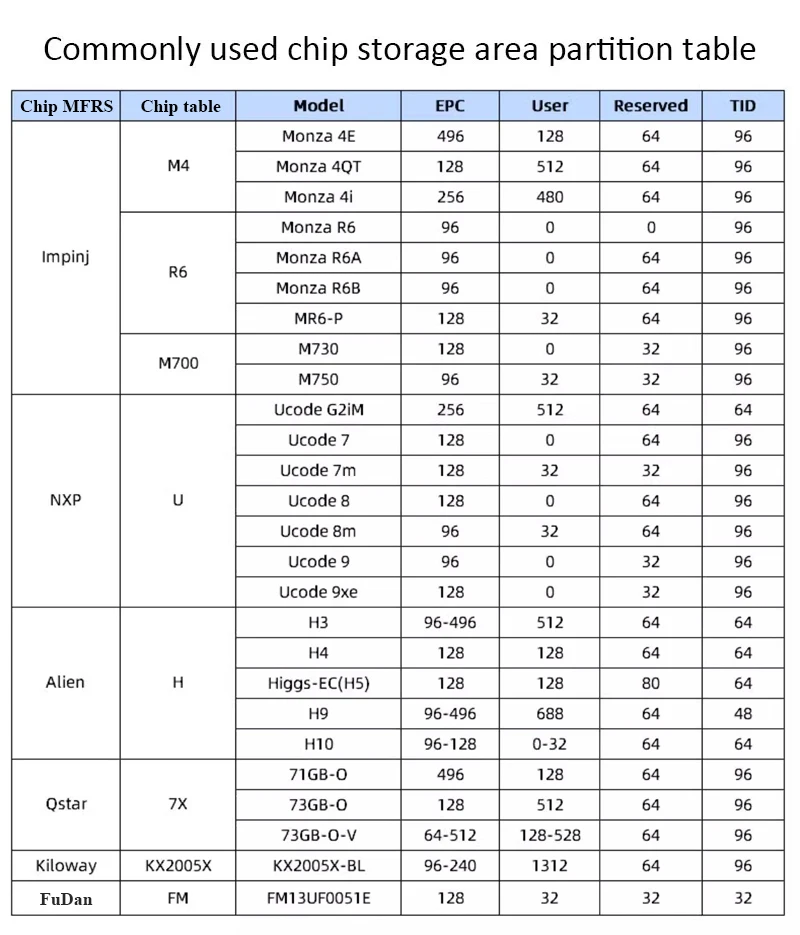 Commonly used chip storage area partition table
Chip MFRS Chip table Model EPC User Reserved TID
Impinj M4 Monza 4E 496 128 64 96
Monza 4QT 128 512 64 96
Monza 4i 256 480 64 96
R6 Monza R6 96 0 0 96
Monza R6A 96 0 64 96
Monza R6B 96 0 64 96
MR6-P 128 32 64 96
M700 M730 128 0 32 96
M750 96 32 32 96
NXP U Ucode G2iM 256 512 64 64
Ucode 7 128 0 64 96
Ucode 7m 128 32 32 96
Ucode 8 128 0 64 96
Ucode 8m 96 32 64 96
Ucode 9 96 0 32 96
Ucode 9xe 128 0 32 96
Alien H H3 96-496 512 64 64
H4 128 128 64 64
Higgs-EC(H5) 128 128 80 64
H9 96-496 688 64 48
H10 96-128 0-32 64 64
Qstar 7X 71GB-O 496 128 64 96
73GB-O 128 512 64 96
73GB-O-V 64-512 128-528 64 96
Kiloway KX2005X KX2005X-BL 96-240 1312 64 96
FuDan FM FM13UF0051E 128 32 32 32